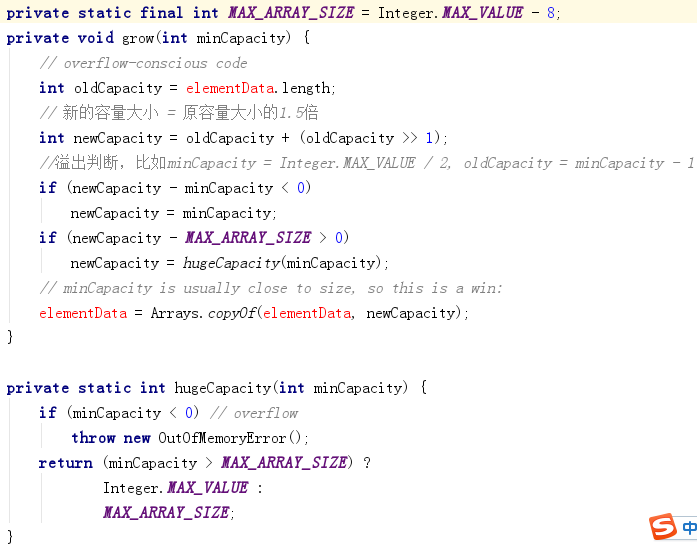 private static final int MAX_ARRAY_SIZE = Integer.MAX_VALUE - 8;
private void grow(int minCapacity) {
    // overflow-conscious code
    int oldCapacity = elementData.length;
    // 新的容量大小 = 原容量大小的1.5倍
    int newCapacity = oldCapacity + (oldCapacity >> 1);
    //溢出判断, 比如minCapacity = Integer.MAX_VALUE / 2, oldCapacity = minCapacity - 1
    if (newCapacity - minCapacity < 0)
        newCapacity = minCapacity;
    if (newCapacity - MAX_ARRAY_SIZE > 0)
        newCapacity = hugeCapacity(minCapacity);
    // minCapacity is usually close to size, so this is a win:
    elementData = Arrays.copyOf(elementData, newCapacity);
}
private static int hugeCapacity(int minCapacity) {
    if (minCapacity < 0) // overflow
        throw new OutOfMemoryError();
    return (minCapacity > MAX_ARRAY_SIZE) ?
            Integer.MAX_VALUE :
            MAX_ARRAY_SIZE;
}
S 中